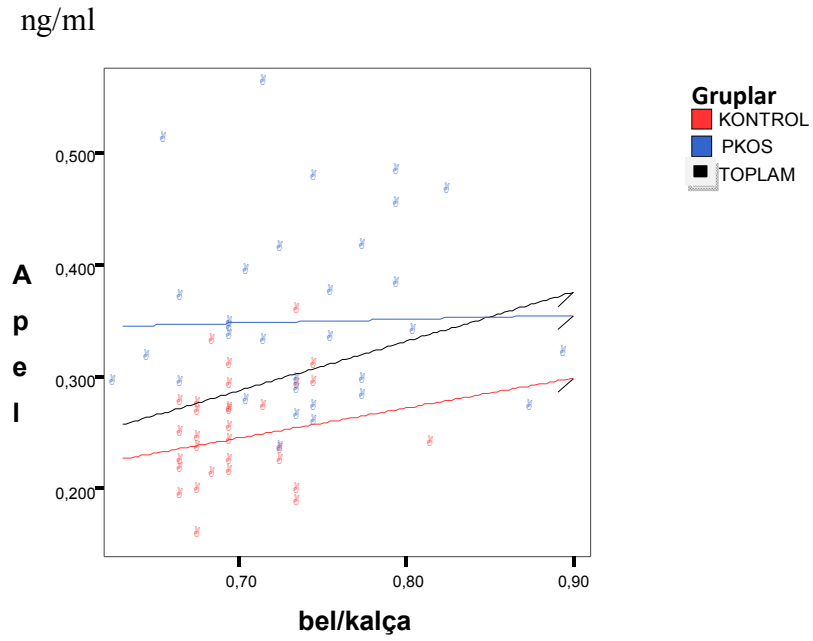 ng/ml
Gruplar
KONTROL
PKOS
TOPLAM
0,500
0,400
0,300
0,200
A
p
e
l
0,70
0,80
0,90
bel/kalça